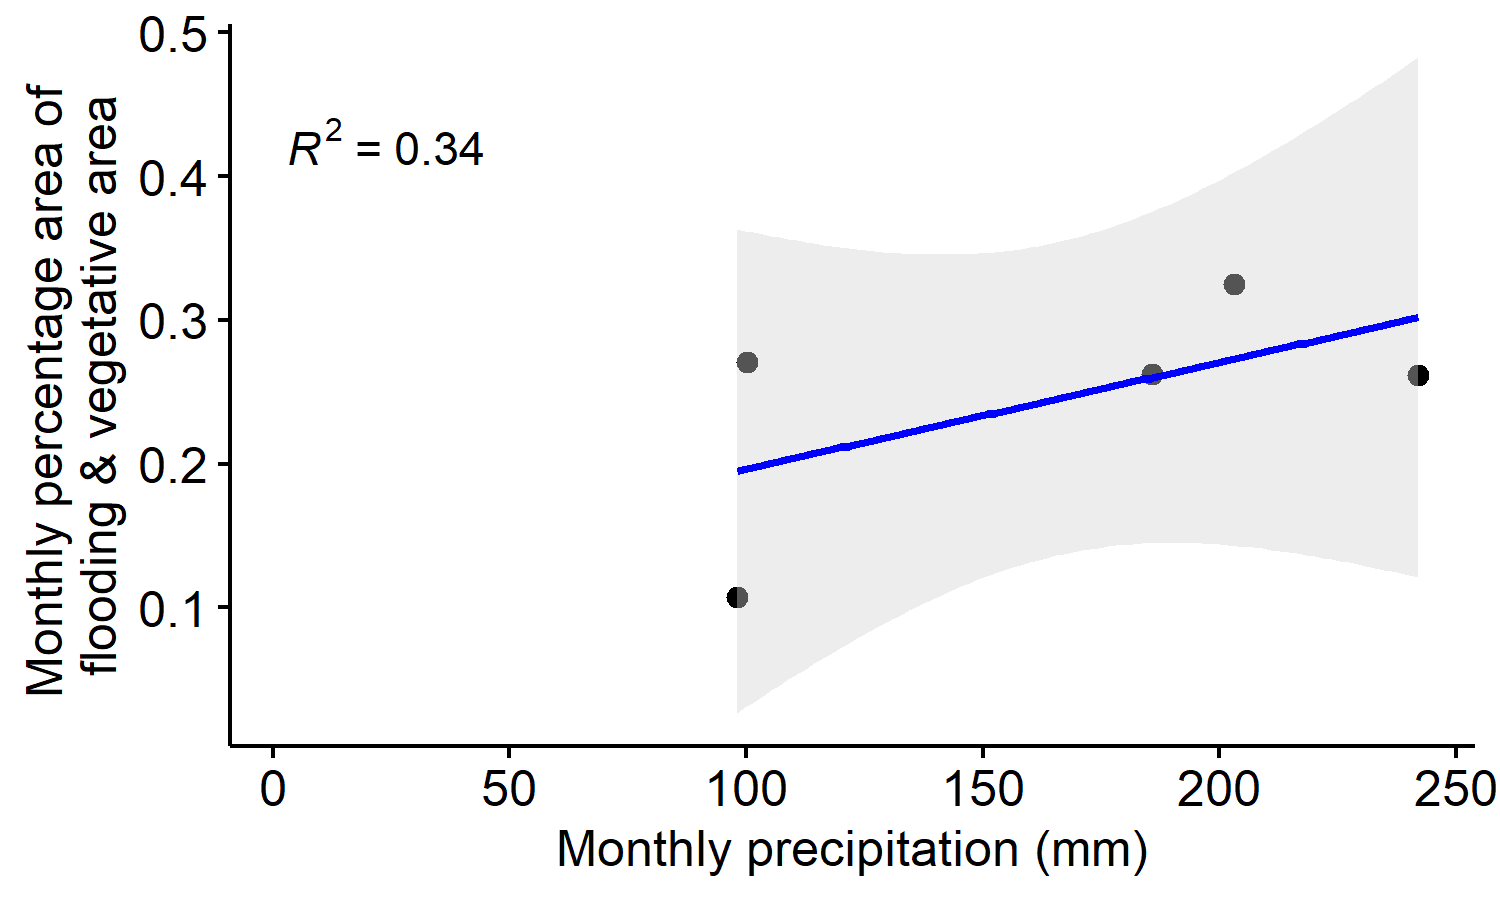 Monthly percentage area of
flooding & vegetative area
0.5
0.4
0.3
0.2
0.1
R² = 0.34
0 50 100 150 200 250
Monthly precipitation (mm)